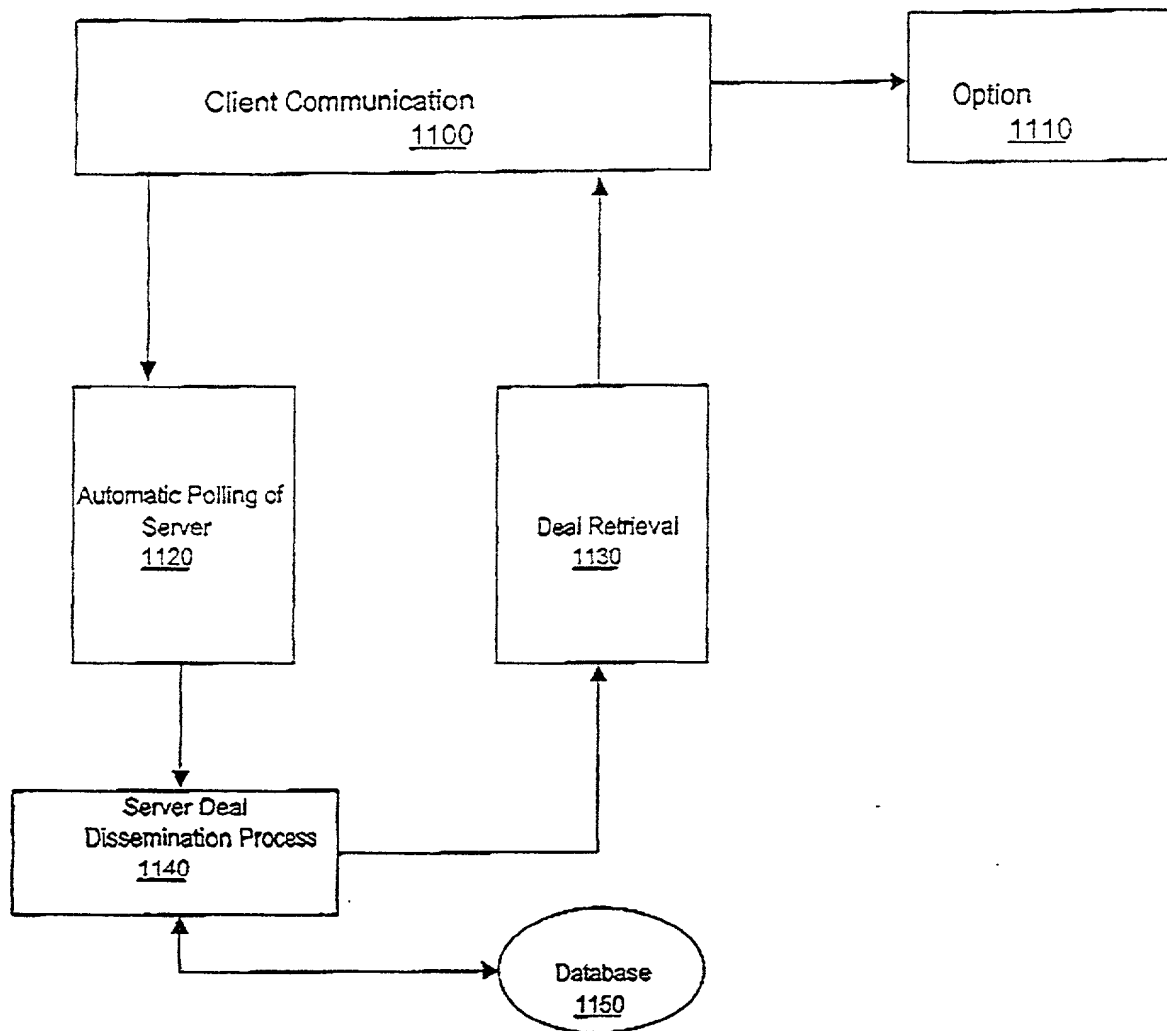 Client Communication
1100
Option
1110
Automatic Polling of
Server
1120
Deal Retrieval
1130
Server Deal
Dissemination Process
1140
Database
1150